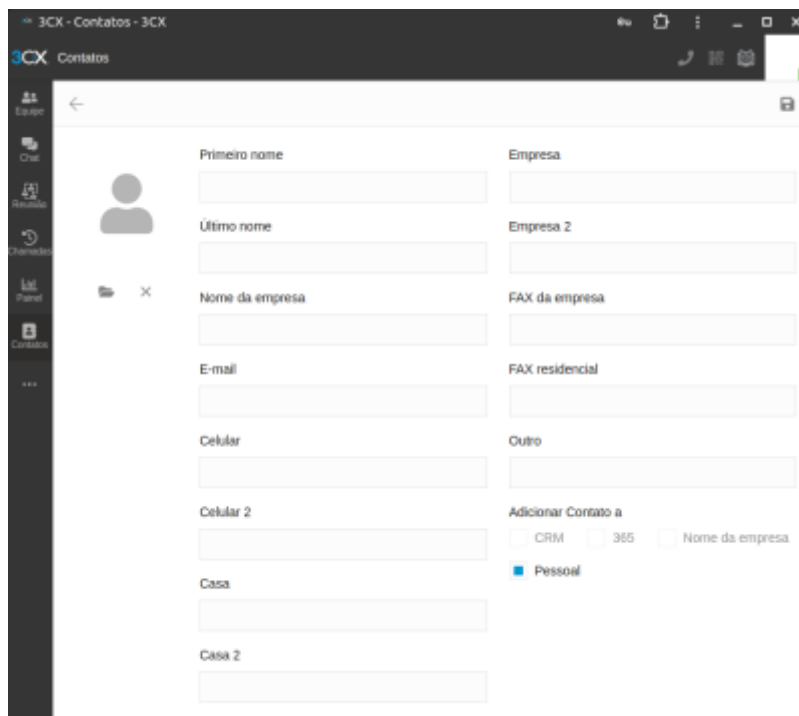 3CX - Contatos - 3CX
3CX Contatos
Equipe
Chat
Reunião
Chamadas
Painel
Contatos
Primeiro nome
Empresa
Último nome
Empresa 2
Nome da empresa
FAX da empresa
E-mail
FAX residencial
Celular
Outro
Celular 2
Adicionar Contato a
CRM 365 Nome da empresa
Pessoal
Casa
Casa 2